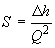 S = Δh / Q²